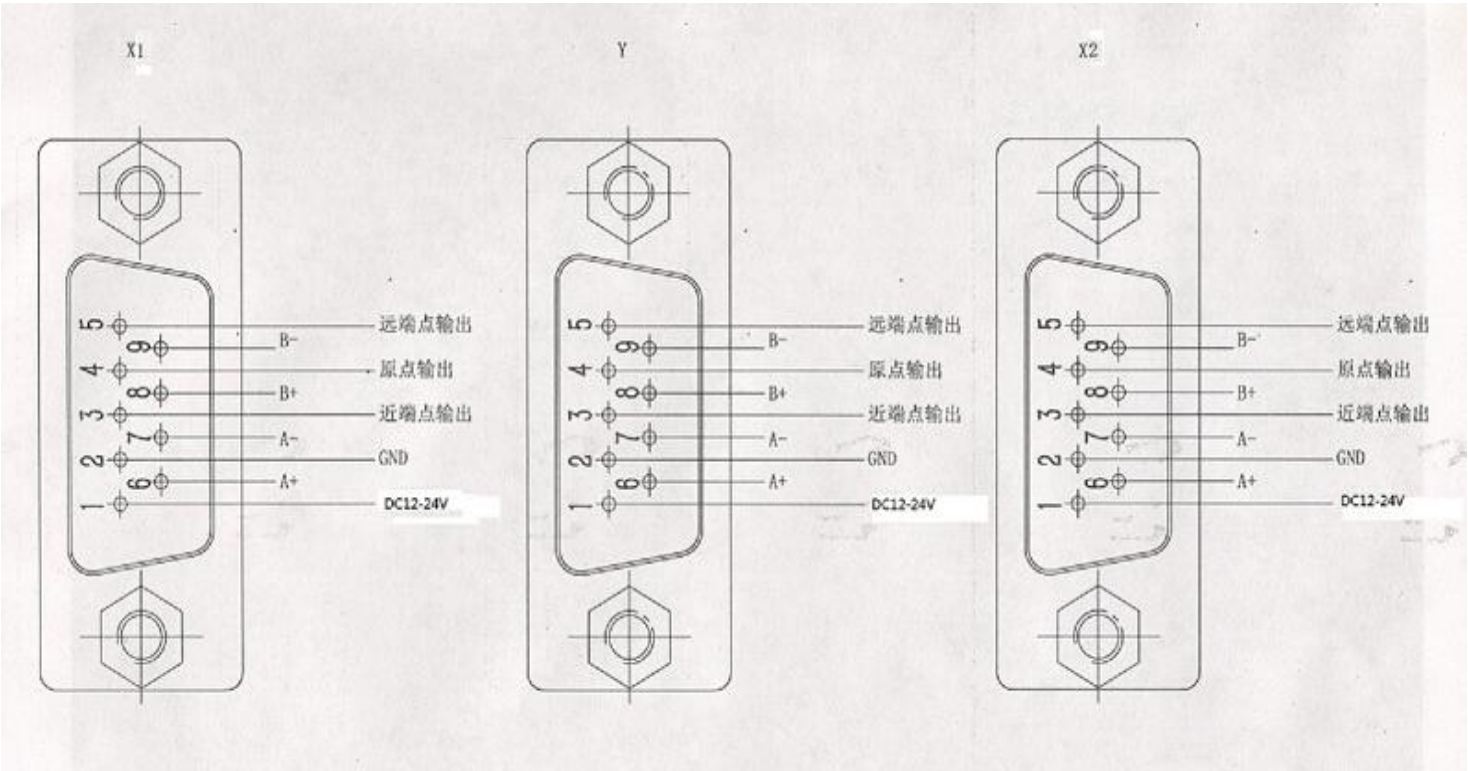 X1
Y
X2
5 远端点输出
9 B-
4 原点输出
8 B+
3 近端点输出
7 A-
2 GND
6 A+
1 DC12-24V
5 远端点输出
9 B-
4 原点输出
8 B+
3 近端点输出
7 A-
2 GND
6 A+
1 DC12-24V
5 远端点输出
9 B-
4 原点输出
8 B+
3 近端点输出
7 A-
2 GND
6 A+
1 DC12-24V